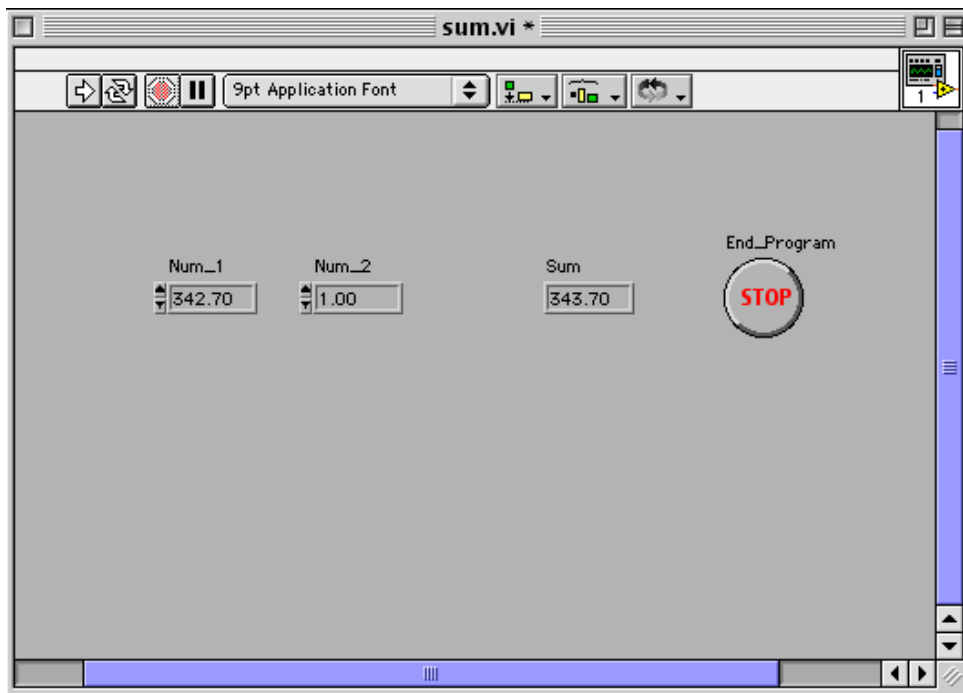 sum.vi *
9pt Application Font
1
End_Program
Num_1 Num_2 Sum
342.70 1.00 343.70 STOP